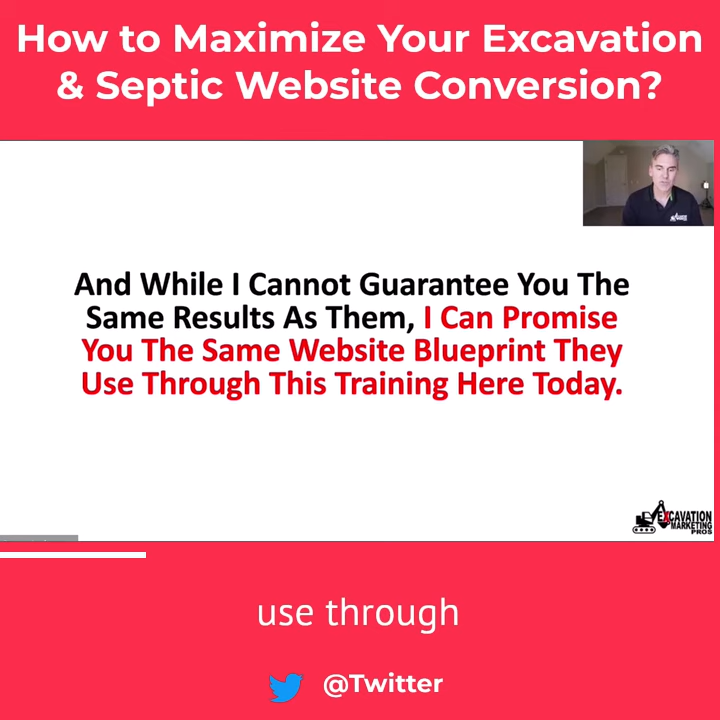 How to Maximize Your Excavation
& Septic Website Conversion?
And While I Cannot Guarantee You The
Same Results As Them, I Can Promise
You The Same Website Blueprint They
Use Through This Training Here Today.
EXCAVATION
MARKETING
PROS
use through
@Twitter